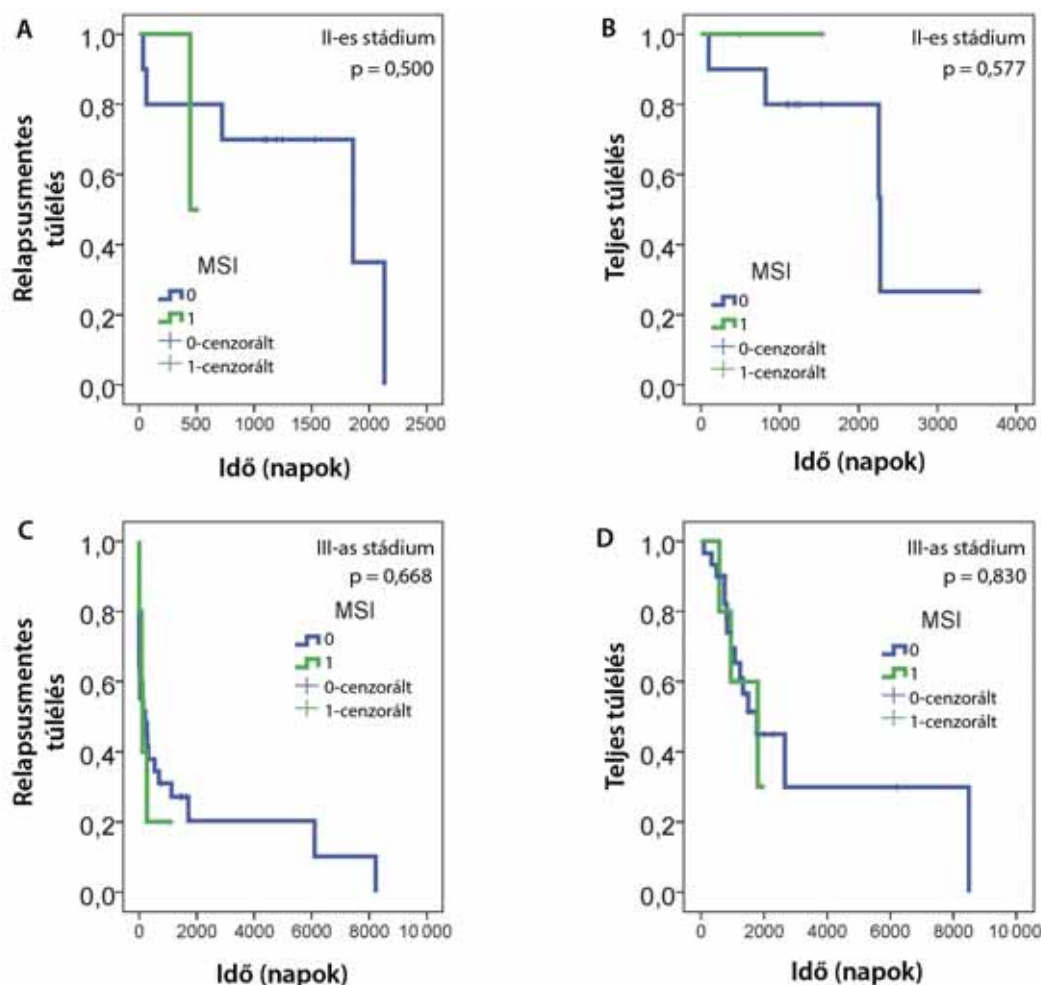 A
II-es stádium
p = 0,500
Relapsusmentes
túlélés
1,0
0,8
0,6
0,4
0,2
0,0
MSI
0
1
0-cenzorált
1-cenzorált
0 500 1000 1500 2000 2500
Idő (napok)
B
II-es stádium
p = 0,577
Teljes túlélés
1,0
0,8
0,6
0,4
0,2
0,0
MSI
0
1
0-cenzorált
1-cenzorált
0 1000 2000 3000 4000
Idő (napok)
C
III-as stádium
p = 0,668
Relapsusmentes
túlélés
1,0
0,8
0,6
0,4
0,2
0,0
MSI
0
1
0-cenzorált
1-cenzorált
0 2000 4000 6000 8000 10 000
Idő (napok)
D
III-as stádium
p = 0,830
Teljes túlélés
1,0
0,8
0,6
0,4
0,2
0,0
MSI
0
1
0-cenzorált
1-cenzorált
0 2000 4000 6000 8000 10 000
Idő (napok)